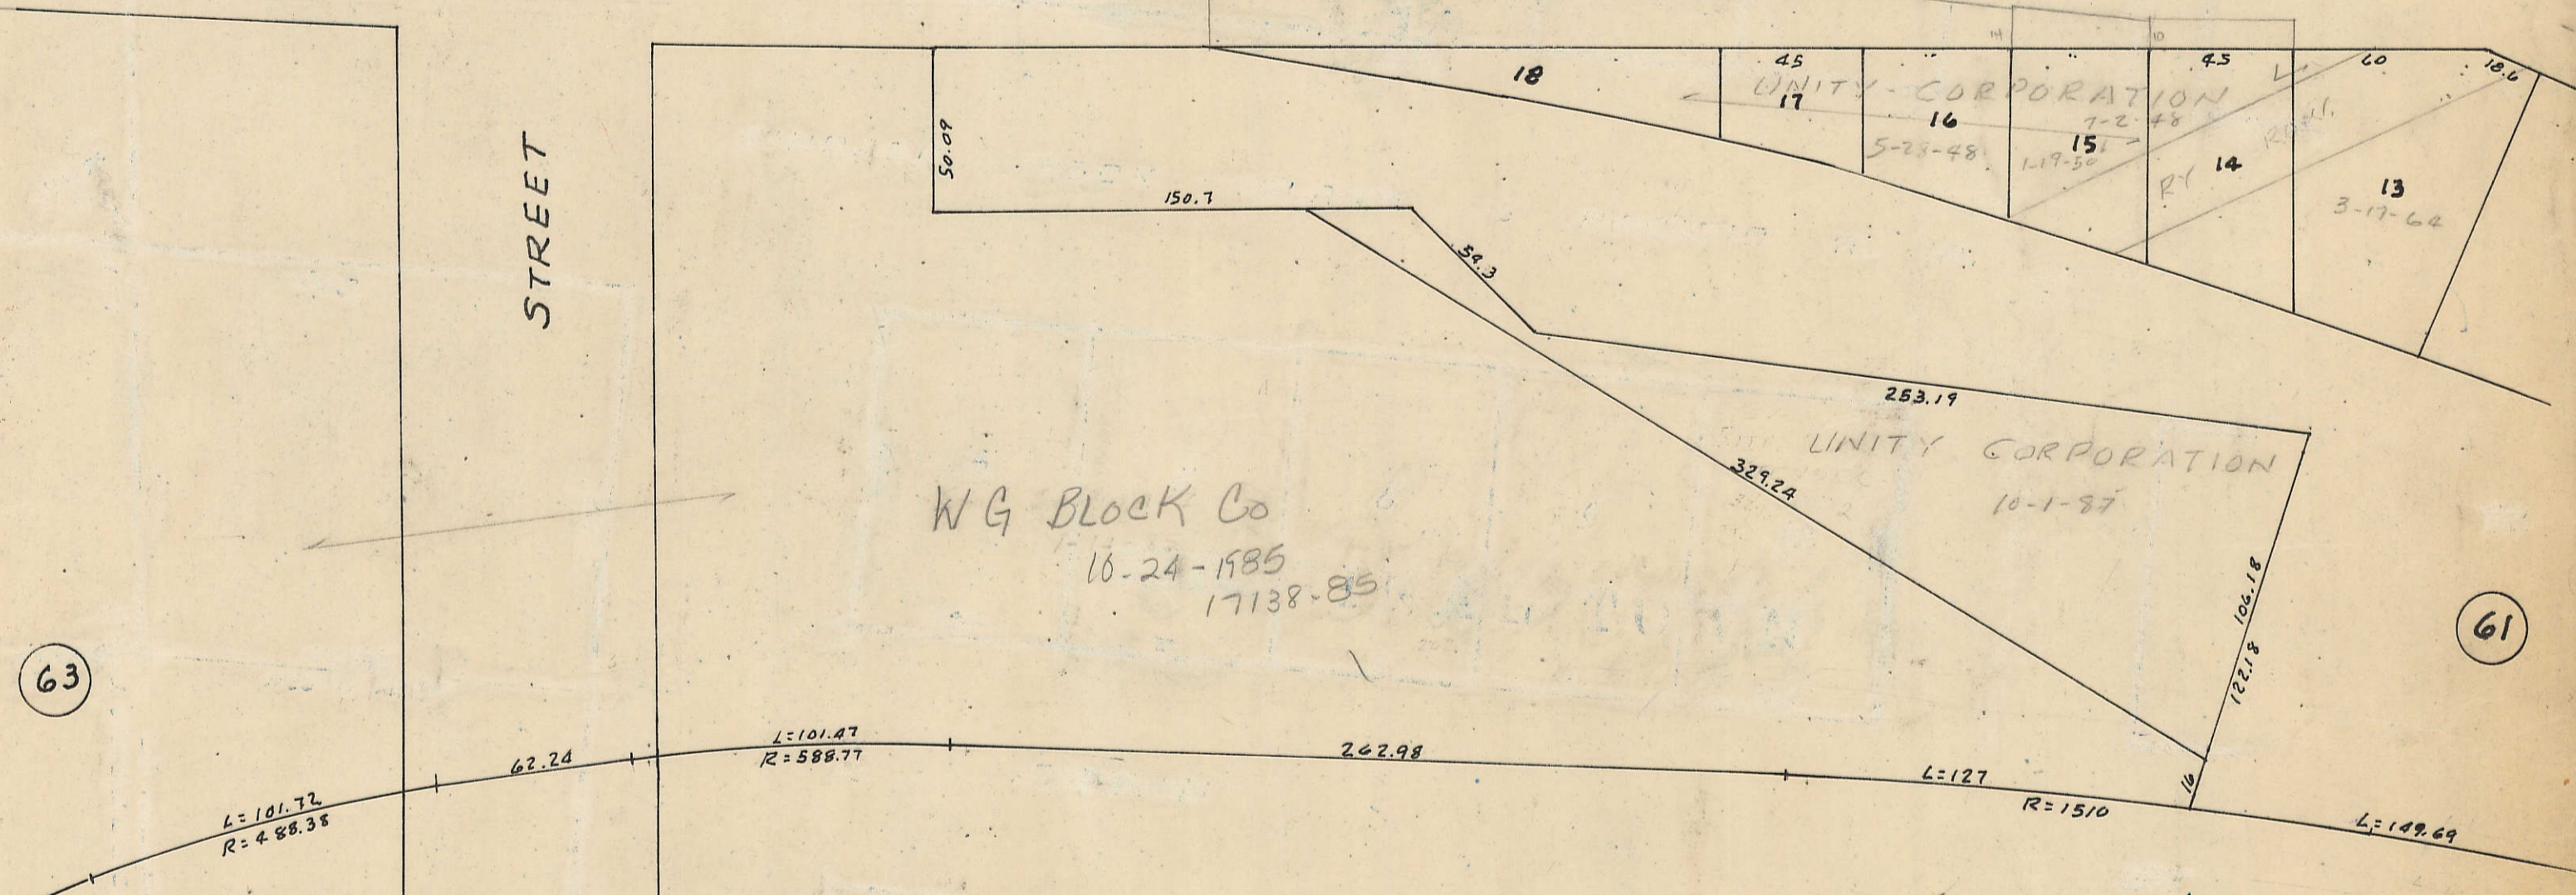 14
10
45
"
"
45
60
18.6
18
UNITY CORPORATION
7-2-48
17
16
15
14
13
5-28-48
1-19-50
3-17-64
RY
50.09
150.7
STREET
54.3
253.19
329.24
UNITY CORPORATION
10-1-87
W G BLOCK Co
10-24-1985
17138-85
106.18
122.18
16
63
61
L=101.72
R=488.38
62.24
L=101.47
R=588.77
262.98
L=127
R=1510
L=149.69